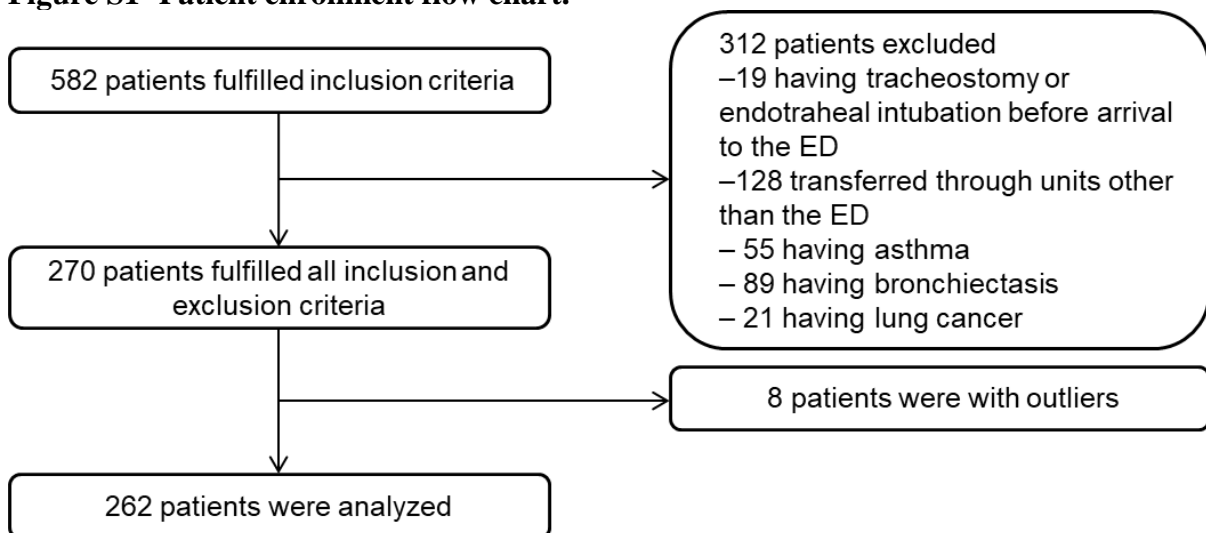 Figure S1 Patient enrollment flow chart.
582 patients fulfilled inclusion criteria
312 patients excluded
–19 having tracheostomy or
endotraheal intubation before arrival
to the ED
–128 transferred through units other
than the ED
– 55 having asthma
– 89 having bronchiectasis
– 21 having lung cancer
270 patients fulfilled all inclusion and
exclusion criteria
8 patients were with outliers
262 patients were analyzed